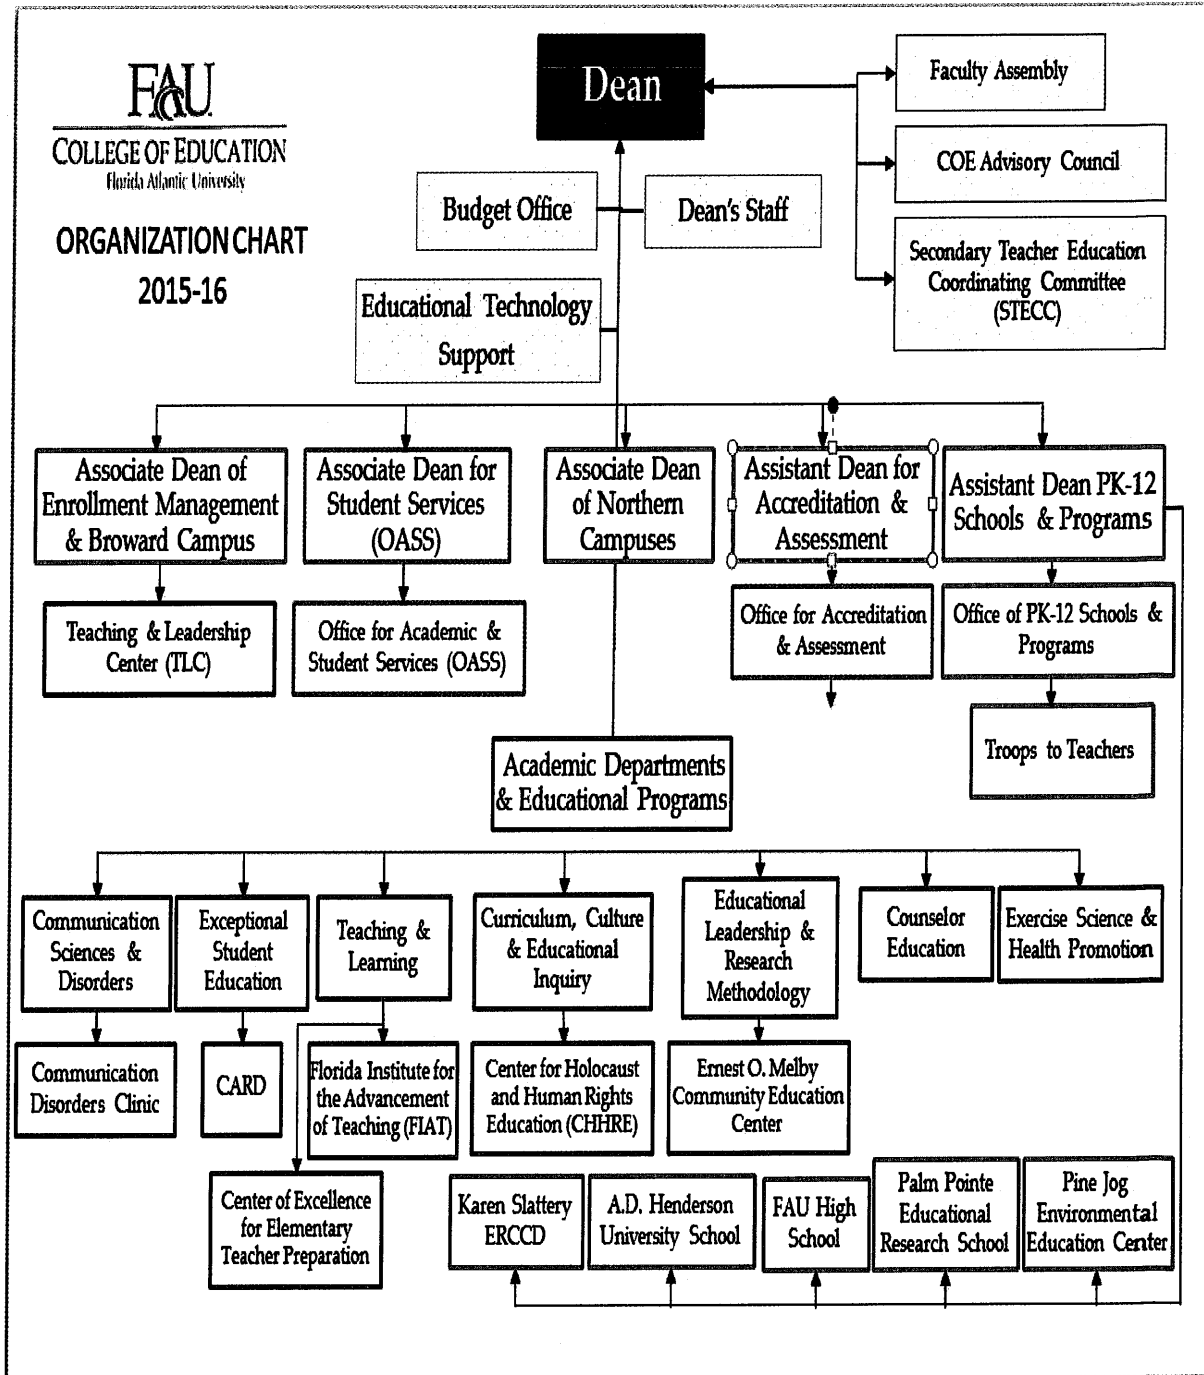 FAU
COLLEGE OF EDUCATION
Florida Atlantic University
ORGANIZATION CHART
2015-16
Dean
Faculty Assembly
COE Advisory Council
Secondary Teacher Education
Coordinating Committee
(STECC)
Budget Office
Dean's Staff
Educational Technology
Support
Associate Dean of
Enrollment Management
& Broward Campus
Associate Dean for
Student Services
(OASS)
Associate Dean
of Northern
Campuses
Assistant Dean for
Accreditation &
Assessment
Assistant Dean PK-12
Schools & Programs
Teaching & Leadership
Center (TLC)
Office for Academic &
Student Services (OASS)
Office for Accreditation
& Assessment
Office of PK-12 Schools &
Programs
Troops to Teachers
Academic Departments
& Educational Programs
Communication
Sciences &
Disorders
Exceptional
Student
Education
Teaching &
Learning
Curriculum, Culture
& Educational
Inquiry
Educational
Leadership &
Research
Methodology
Counselor
Education
Exercise Science &
Health Promotion
Communication
Disorders Clinic
CARD
Florida Institute for
the Advancement
of Teaching (FIAT)
Center for Holocaust
and Human Rights
Education (CHHRE)
Ernest O. Melby
Community Education
Center
Center of Excellence
for Elementary
Teacher Preparation
Karen Slattery
ERCCD
A.D. Henderson
University School
FAU High
School
Palm Pointe
Educational
Research School
Pine Jog
Environmental
Education Center